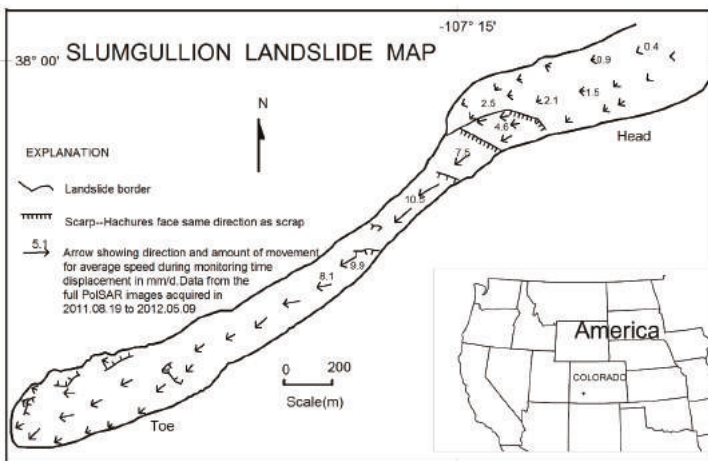 -107° 15'
38° 00'
SLUMGULLION LANDSLIDE MAP
0.4
0.9
1.5
2.1
2.5
4.6
7.5
Head
N
EXPLANATION
Landslide border
Scarp--Hachures face same direction as scrap
5.1
Arrow showing direction and amount of movement
for average speed during monitoring time
displacement in mm/d.Data from the
full PolSAR images acquired in
2011.08.19 to 2012.05.09
9.9
8.1
America
COLORADO
0 200
Scale(m)
Toe